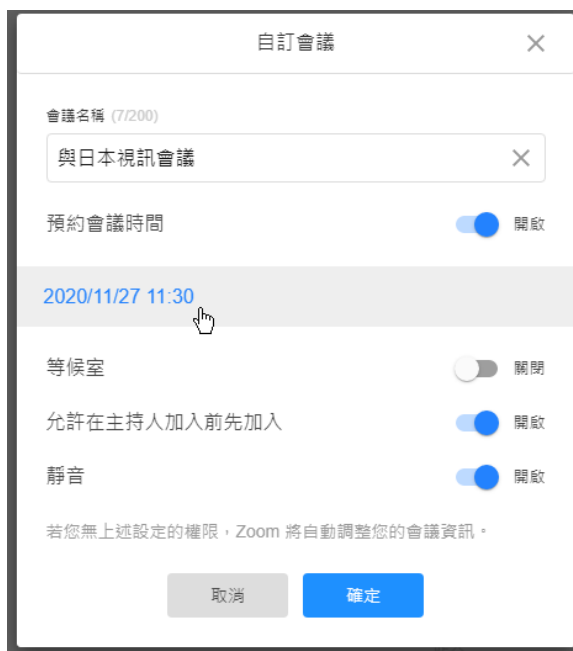 自訂會議
會議名稱 (7/200)
與日本視訊會議
預約會議時間 開啟
2020/11/27 11:30
等候室 關閉
允許在主持人加入前先加入 開啟
靜音 開啟
若您無上述設定的權限，Zoom 將自動調整您的會議資訊。
取消 確定